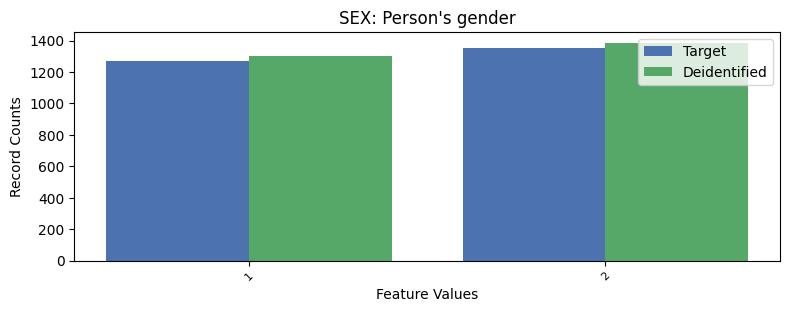 SEX: Person's gender
Target
Deidentified
1400
1200
1000
800
600
400
200
0
Record Counts
1
2
Feature Values